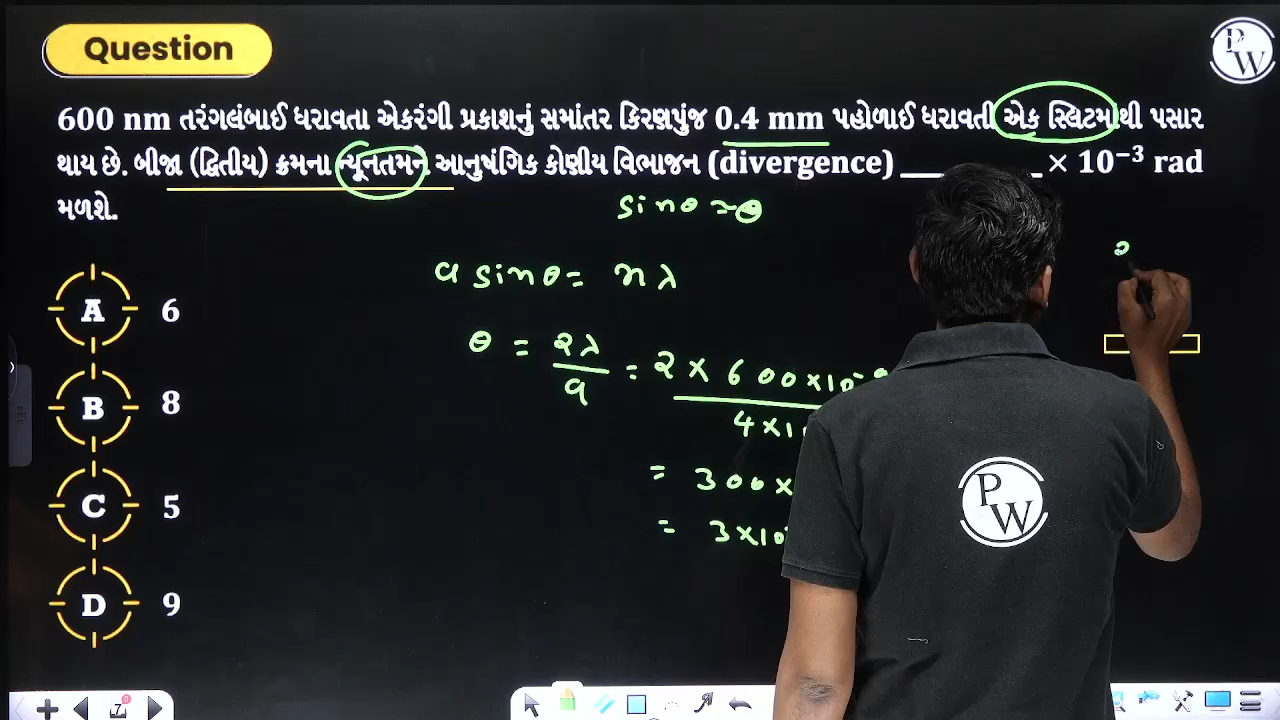 Question
PW
600 nm તરંગલંબાઈ ધરાવતા એકરંગી પ્રકાશનું સમાંતર કિરણપુંજ 0.4 mm પહોળાઈ ધરાવતી એક સ્લિટમાંથી પસાર
થાય છે. બીજા (દ્વિતીય) ક્રમના ન્યૂનતમને આનુષંગિક કોણીય વિભાજન (divergence) ______ × 10⁻³ rad
મળશે.
sinθ ≈ θ
a sinθ = nλ
A 6
θ = 2λ/a = 2 × 600×10
4×1
B 8
= 300×
C 5
= 3×10
PW
D 9